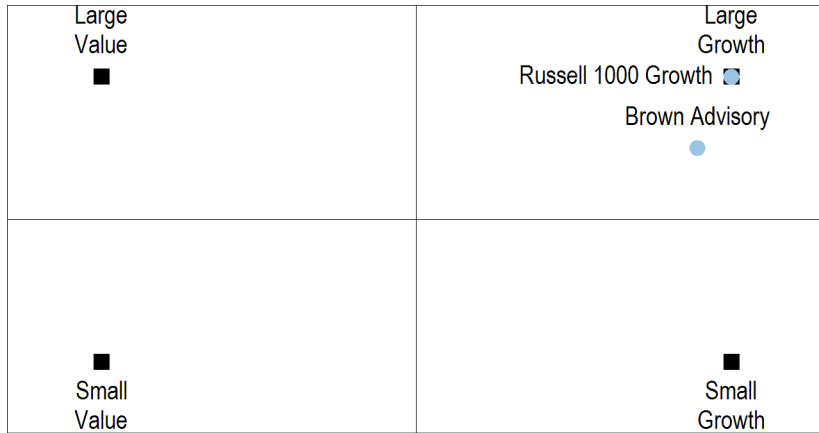 Large
Value
Large
Growth
Russell 1000 Growth
Brown Advisory
Small
Value
Small
Growth